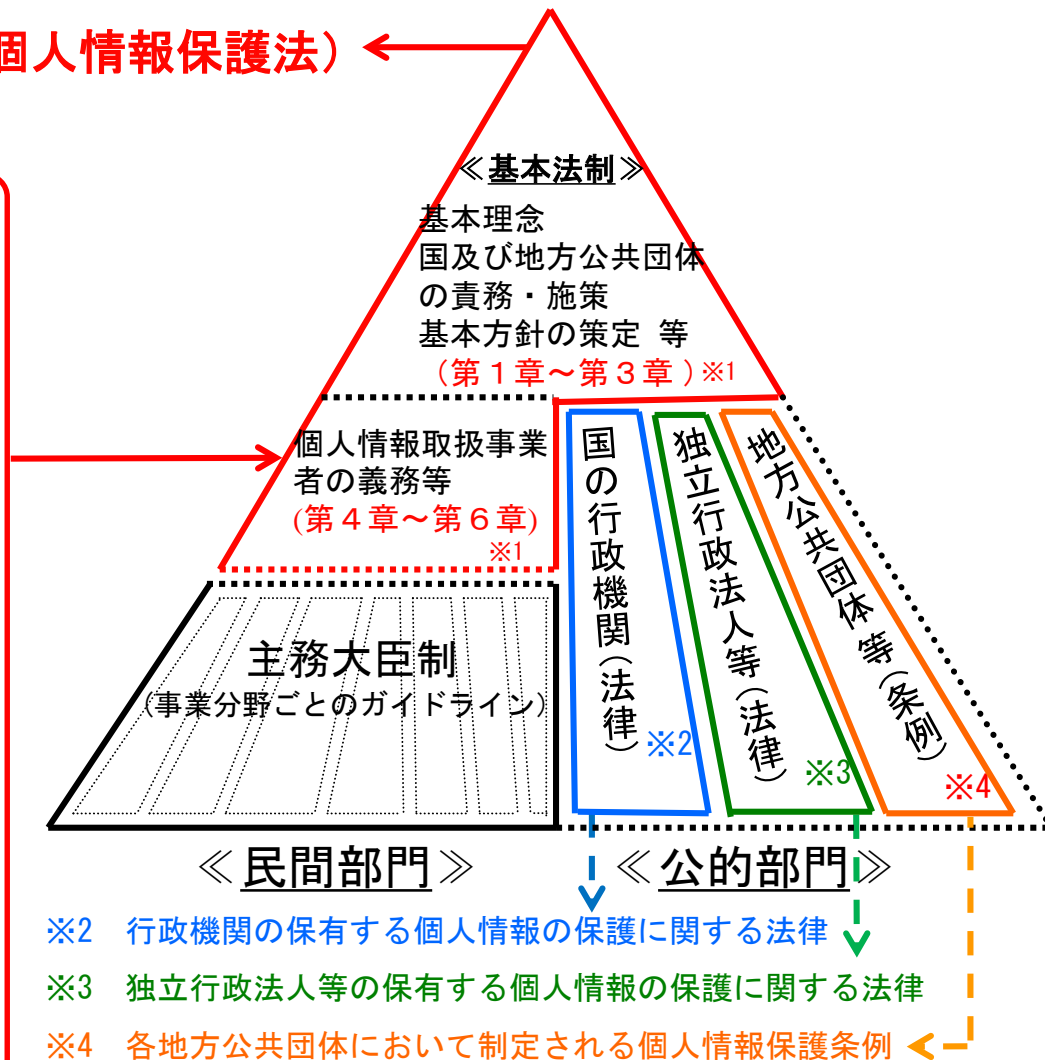 個人情報保護法）
≪基本法制≫
基本理念
国及び地方公共団体
の責務・施策
基本方針の策定 等
（第１章～第３章）※1
個人情報取扱事業
者の義務等
(第４章～第６章)
※1
国の行政機関（法律）
※2
独立行政法人等（法律）
※3
地方公共団体等（条例）
※4
主務大臣制
（事業分野ごとのガイドライン）
≪民間部門≫
≪公的部門≫
※2 行政機関の保有する個人情報の保護に関する法律
※3 独立行政法人等の保有する個人情報の保護に関する法律
※4 各地方公共団体において制定される個人情報保護条例